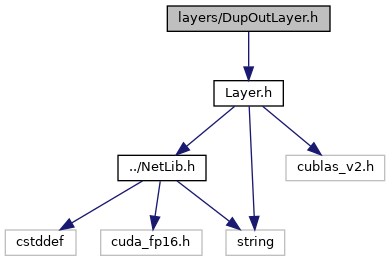 layers/DupOutLayer.h
Layer.h
../NetLib.h
cublas_v2.h
cstddef
cuda_fp16.h
string